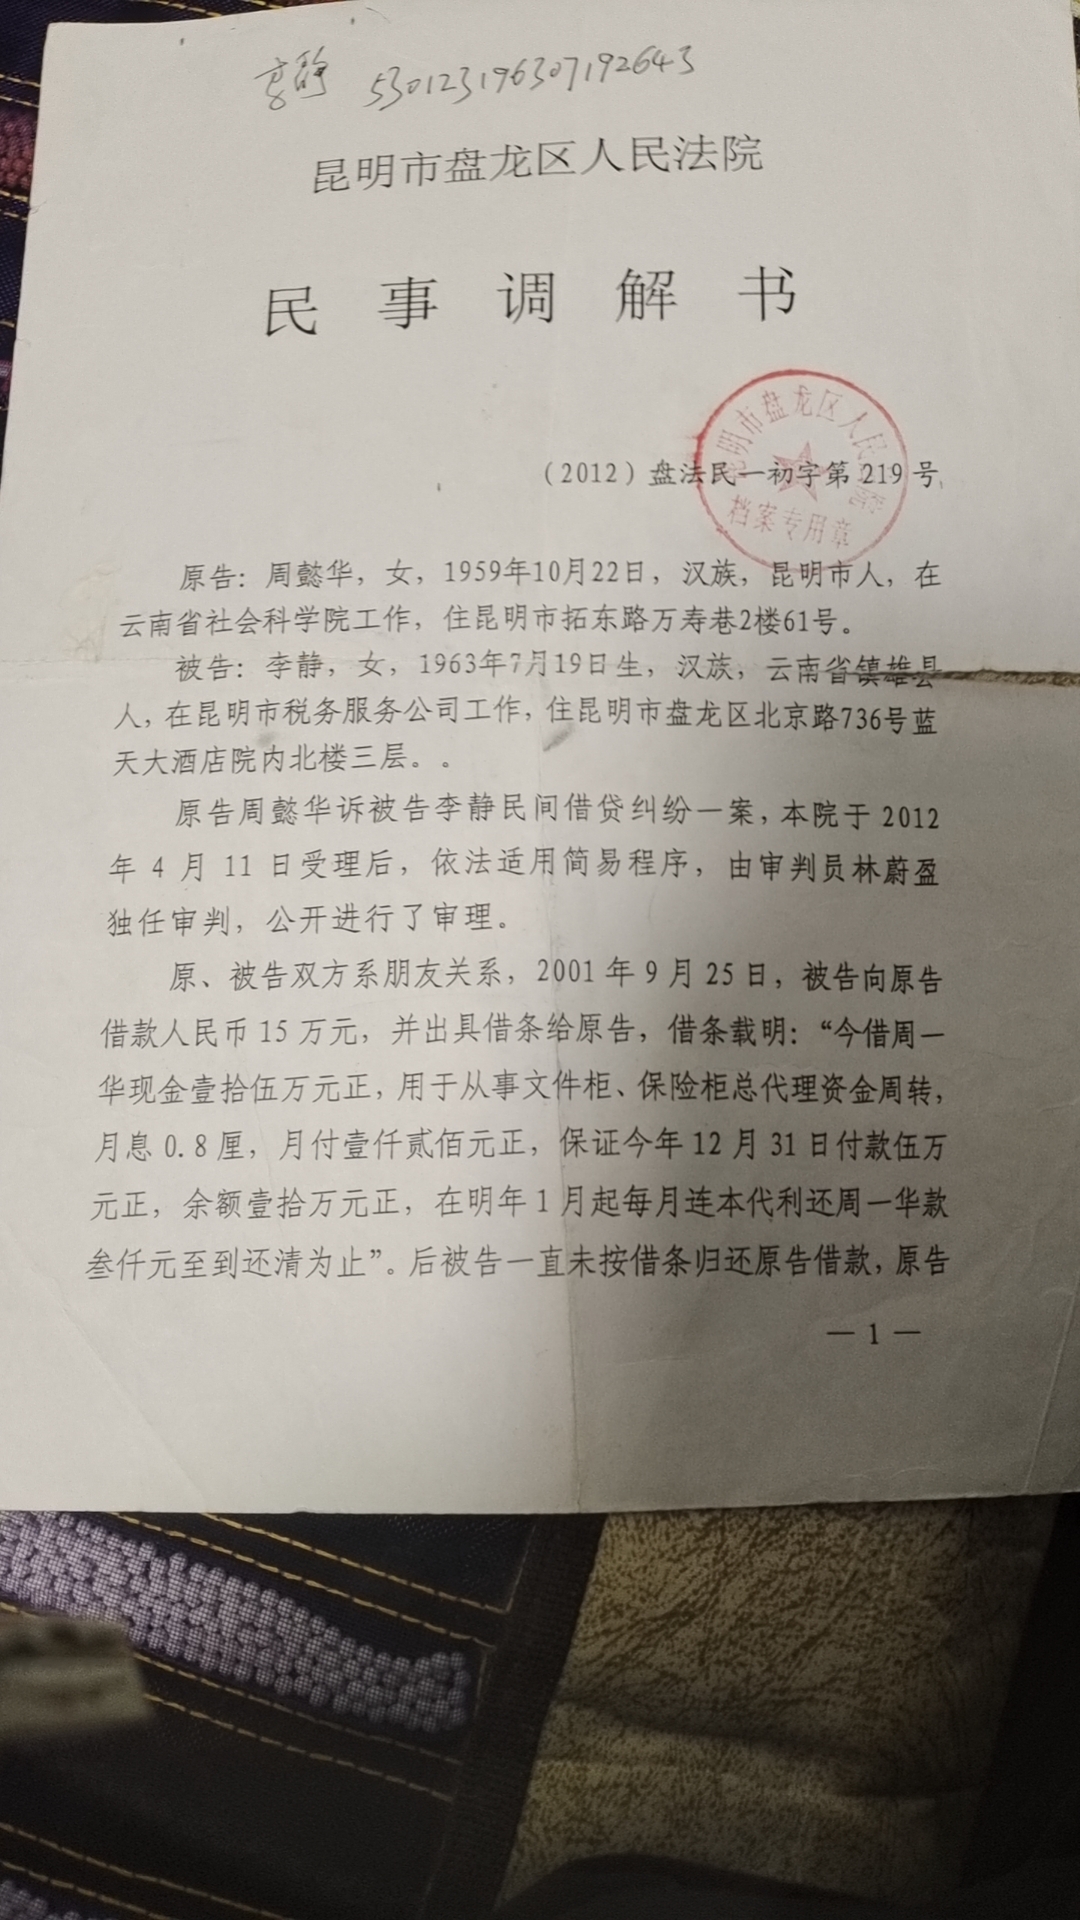 李静 530123196307192643
昆明市盘龙区人民法院
民事调解书
昆明市盘龙区人民法院
档案专用章
（2012）盘法民一初字第219号
原告：周懿华，女，1959年10月22日，汉族，昆明市人，在
云南省社会科学院工作，住昆明市拓东路万寿巷2楼61号。
被告：李静，女，1963年7月19日生，汉族，云南省镇雄县
人，在昆明市税务服务公司工作，住昆明市盘龙区北京路736号蓝
天大酒店院内北楼三层。。
原告周懿华诉被告李静民间借贷纠纷一案，本院于2012
年4月11日受理后，依法适用简易程序，由审判员林蔚盈
独任审判，公开进行了审理。
原、被告双方系朋友关系，2001年9月25日，被告向原告
借款人民币15万元，并出具借条给原告，借条载明：“今借周一
华现金壹拾伍万元正，用于从事文件柜、保险柜总代理资金周转，
月息0.8厘，月付壹仟贰佰元正，保证今年12月31日付款伍万
元正，余额壹拾万元正，在明年1月起每月连本代利还周一华款
叁仟元至到还清为止”。后被告一直未按借条归还原告借款，原告
—1—